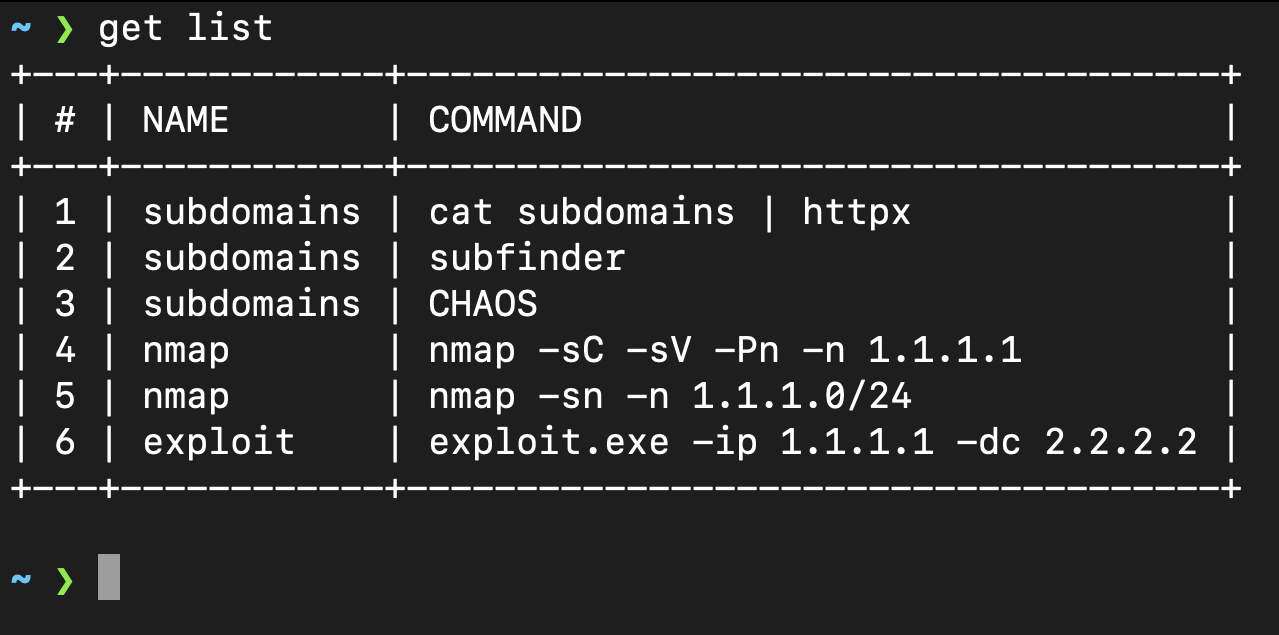 ~ ❯ get list
+---+------------+-------------------------------------+
| # | NAME       | COMMAND                             |
+---+------------+-------------------------------------+
| 1 | subdomains | cat subdomains | httpx              |
| 2 | subdomains | subfinder                           |
| 3 | subdomains | CHAOS                               |
| 4 | nmap       | nmap -sC -sV -Pn -n 1.1.1.1         |
| 5 | nmap       | nmap -sn -n 1.1.1.0/24              |
| 6 | exploit    | exploit.exe -ip 1.1.1.1 -dc 2.2.2.2 |
+---+------------+-------------------------------------+
~ ❯